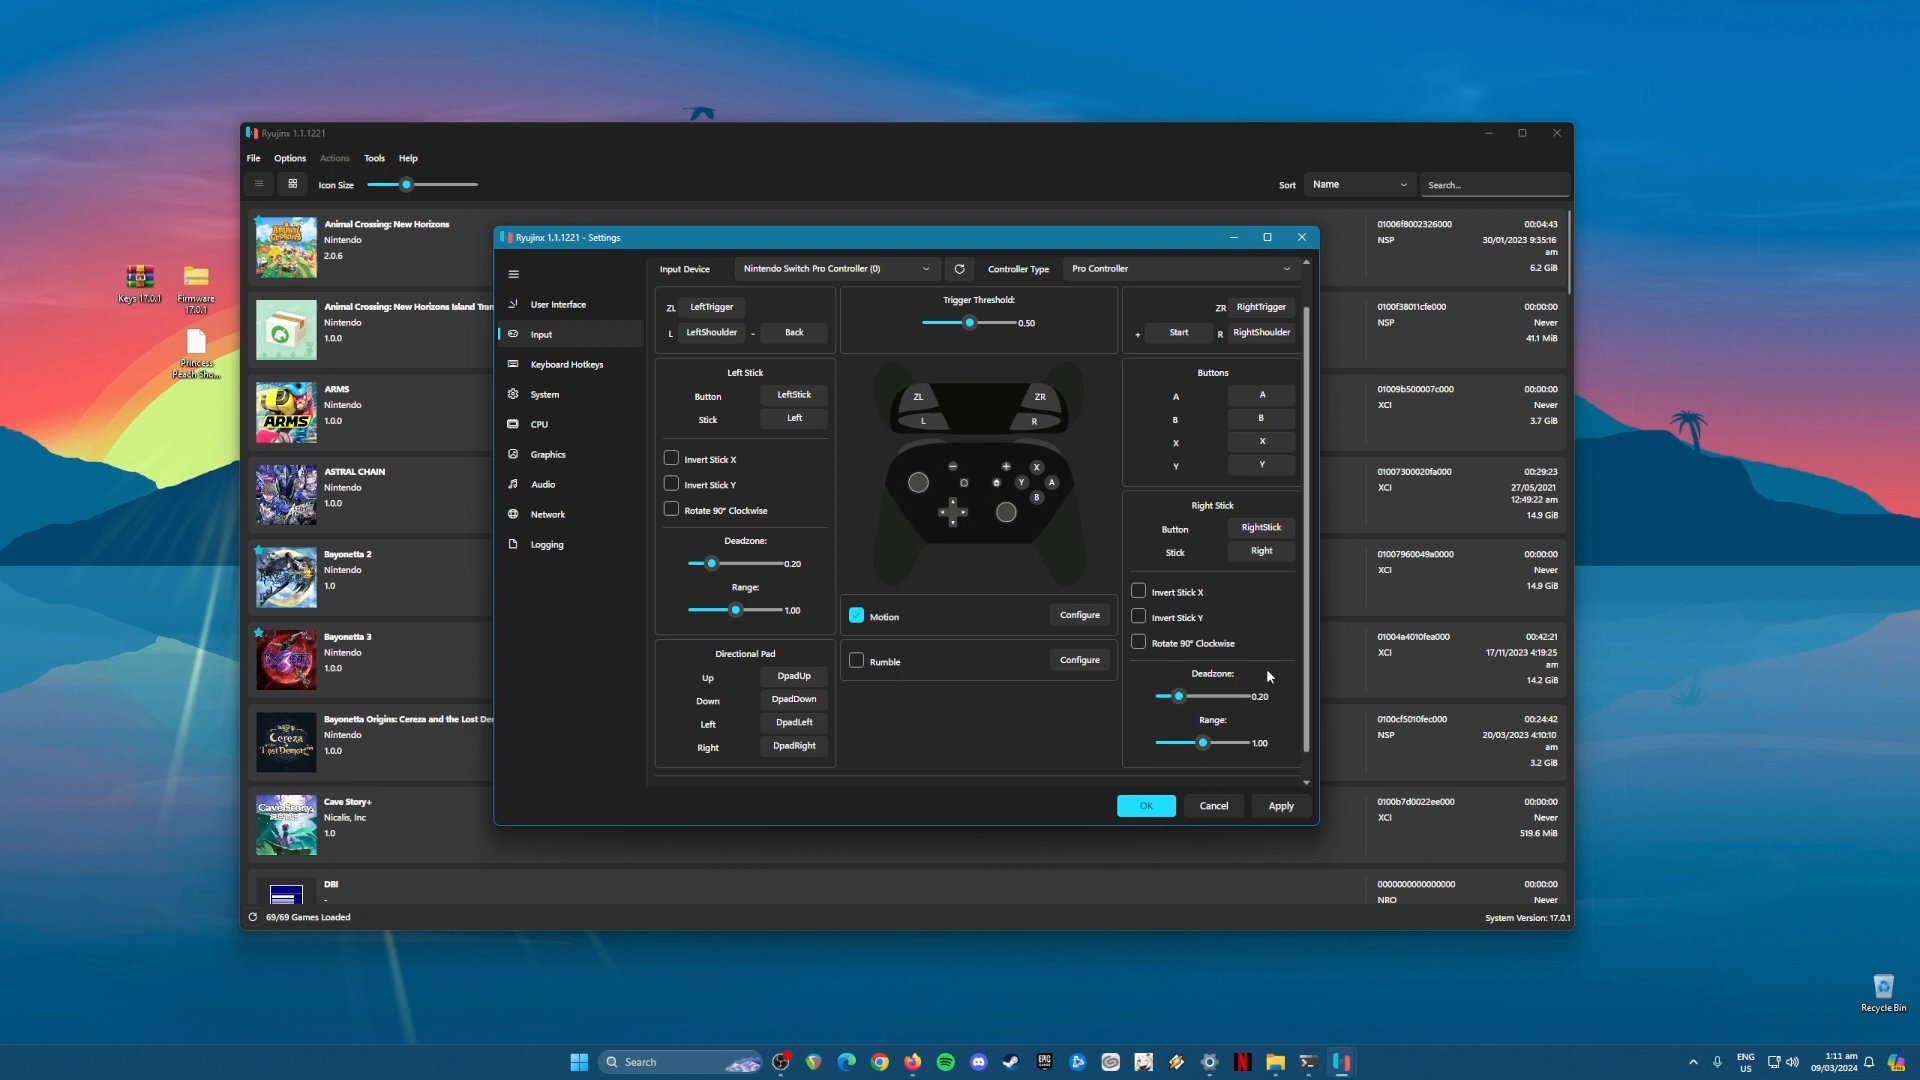 Ryujinx 1.1.1221
File Options Actions Tools Help
Icon Size
Sort Name Search...
Keys 17.0.1
Firmware
17.0.1
Princess
Peach Sho...
Animal Crossing: New Horizons
Nintendo
2.0.6
01006f8002326000
NSP
00:04:43
30/01/2023 9:35:16
am
6.2 GiB
Animal Crossing: New Horizons Island Tran
Nintendo
1.0.0
0100f38011cfe000
NSP
00:00:00
Never
41.1 MiB
ARMS
ARMS
Nintendo
1.0.0
01009b500007c000
XCI
00:00:00
Never
3.7 GiB
ASTRAL CHAIN
Nintendo
1.0.0
01007300020fa000
XCI
00:29:23
27/05/2021
12:49:22 am
14.9 GiB
Bayonetta 2
Nintendo
1.0
01007960049a0000
XCI
00:00:00
Never
14.9 GiB
Bayonetta 3
Nintendo
1.0.0
01004a4010fea000
XCI
00:42:21
17/11/2023 4:19:25
am
14.2 GiB
Cereza
Lost Demon
Bayonetta Origins: Cereza and the Lost De
Nintendo
1.0.0
0100cf5010fec000
NSP
00:24:42
20/03/2023 4:10:10
am
3.2 GiB
Cave Story+
Cave Story+
Nicalis, Inc
1.0
0100b7d0022ee000
XCI
00:00:00
Never
519.6 MiB
DBI
-
0000000000000000
NRO
00:00:00
Never
69/69 Games Loaded
System Version: 17.0.1
Ryujinx 1.1.1221 - Settings
User Interface
Input
Keyboard Hotkeys
System
CPU
Graphics
Audio
Network
Logging
Input Device Nintendo Switch Pro Controller (0) Controller Type Pro Controller
ZL LeftTrigger
L LeftShoulder - Back
Trigger Threshold:
0.50
ZR RightTrigger
+ Start R RightShoulder
Left Stick
Button LeftStick
Stick Left
Invert Stick X
Invert Stick Y
Rotate 90° Clockwise
Deadzone:
0.20
Range:
1.00
Directional Pad
Up DpadUp
Down DpadDown
Left DpadLeft
Right DpadRight
ZL ZR
L R
X
Y A
B
Motion Configure
Rumble Configure
Buttons
A A
B B
X X
Y Y
Right Stick
Button RightStick
Stick Right
Invert Stick X
Invert Stick Y
Rotate 90° Clockwise
Deadzone:
0.20
Range:
1.00
OK Cancel Apply
Recycle Bin
Search
EPIC
ENG
US
1:11 am
09/03/2024